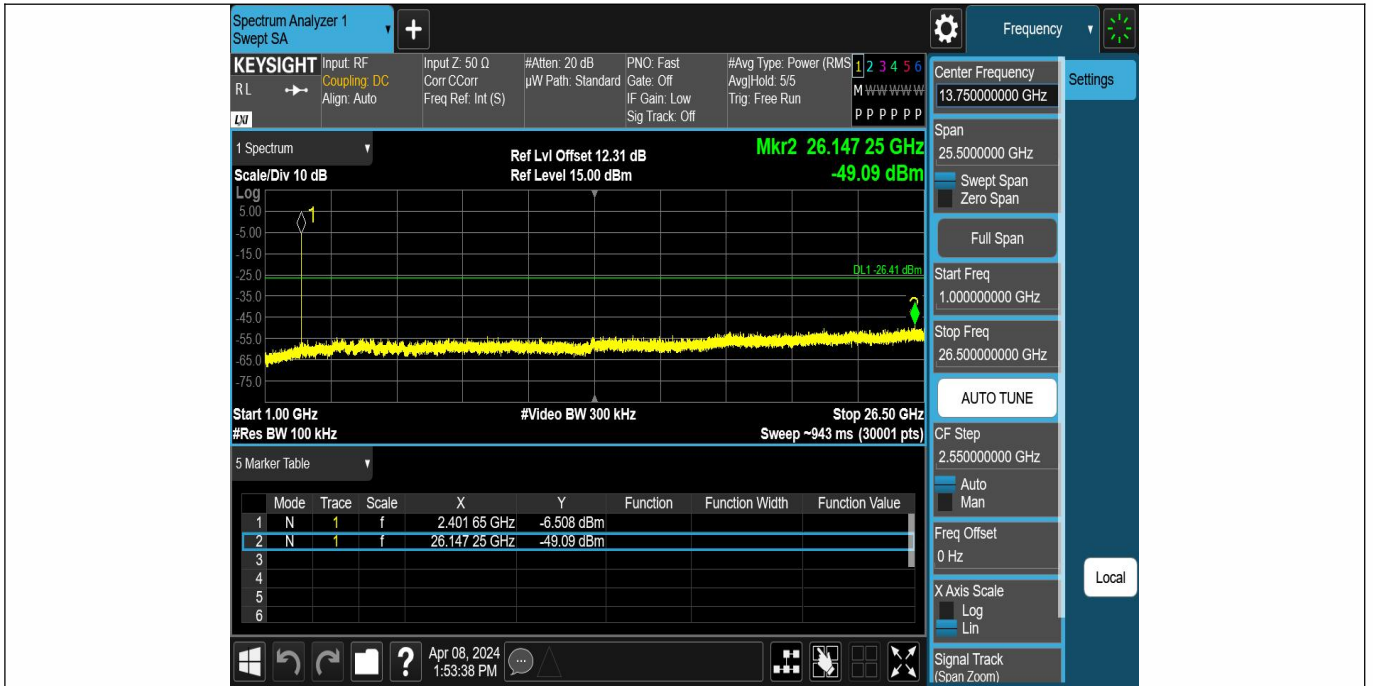 Spectrum Analyzer 1
Swept SA
+
Frequency
KEYSIGHT
RL
LXI
Input: RF
Coupling: DC
Align: Auto
Input Z: 50 Ω
Corr CCorr
Freq Ref: Int (S)
#Atten: 20 dB
µW Path: Standard
PNO: Fast
Gate: Off
IF Gain: Low
Sig Track: Off
#Avg Type: Power (RMS
Avg|Hold: 5/5
Trig: Free Run
1 2 3 4 5 6
M W W W W W
P P P P P P
1 Spectrum
Scale/Div 10 dB
Ref Lvl Offset 12.31 dB
Ref Level 15.00 dBm
Mkr2 26.147 25 GHz
-49.09 dBm
Log
5.00
-5.00
-15.0
-25.0
-35.0
-45.0
-55.0
-65.0
-75.0
1
DL1 -26.41 dBm
Start 1.00 GHz
#Video BW 300 kHz
Stop 26.50 GHz
#Res BW 100 kHz
Sweep ~943 ms (30001 pts)
5 Marker Table
Mode Trace Scale X Y Function Function Width Function Value
1 N 1 f 2.401 65 GHz -6.508 dBm
2 N 1 f 26.147 25 GHz -49.09 dBm
3
4
5
6
?
Apr 08, 2024
1:53:38 PM
Center Frequency
13.750000000 GHz
Settings
Span
25.5000000 GHz
Swept Span
Zero Span
Full Span
Start Freq
1.000000000 GHz
Stop Freq
26.500000000 GHz
AUTO TUNE
CF Step
2.550000000 GHz
Auto
Man
Freq Offset
0 Hz
X Axis Scale
Log
Lin
Local
Signal Track
(Span Zoom)